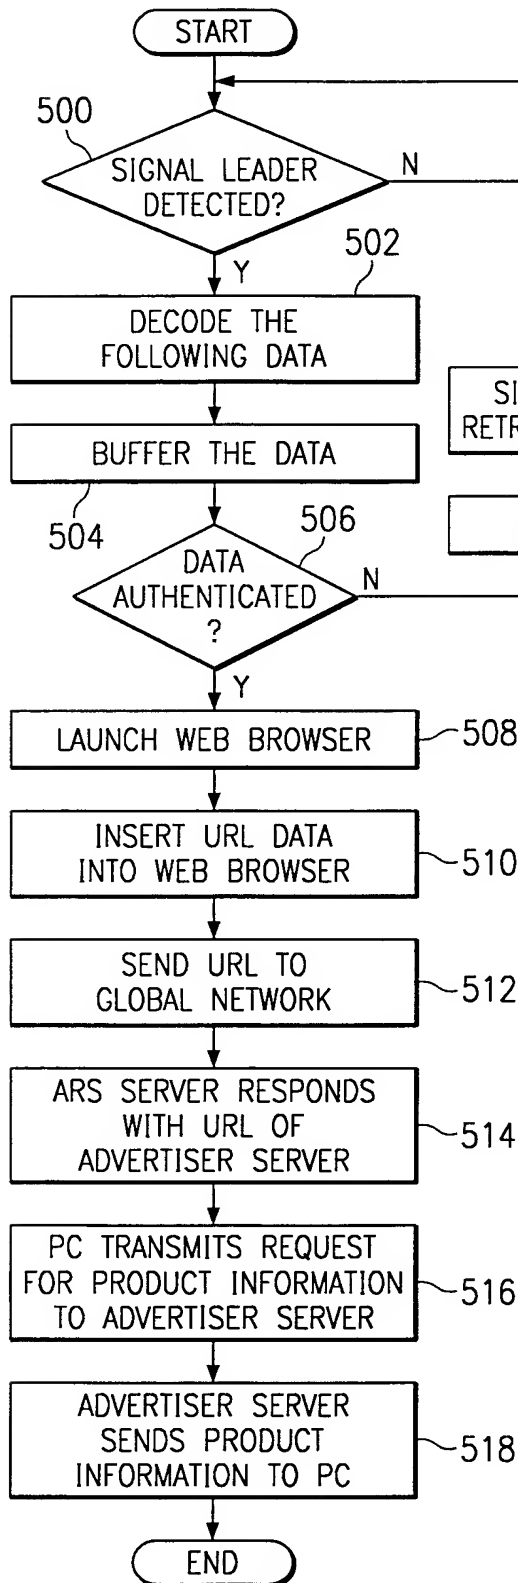 START
500
SIGNAL LEADER
DETECTED?
N
Y
502
DECODE THE
FOLLOWING DATA
BUFFER THE DATA
504
506
DATA
AUTHENTICATED
?
N
Y
LAUNCH WEB BROWSER
508
INSERT URL DATA
INTO WEB BROWSER
510
SEND URL TO
GLOBAL NETWORK
512
ARS SERVER RESPONDS
WITH URL OF
ADVERTISER SERVER
514
PC TRANSMITS REQUEST
FOR PRODUCT INFORMATION
TO ADVERTISER SERVER
516
ADVERTISER SERVER
SENDS PRODUCT
INFORMATION TO PC
518
END